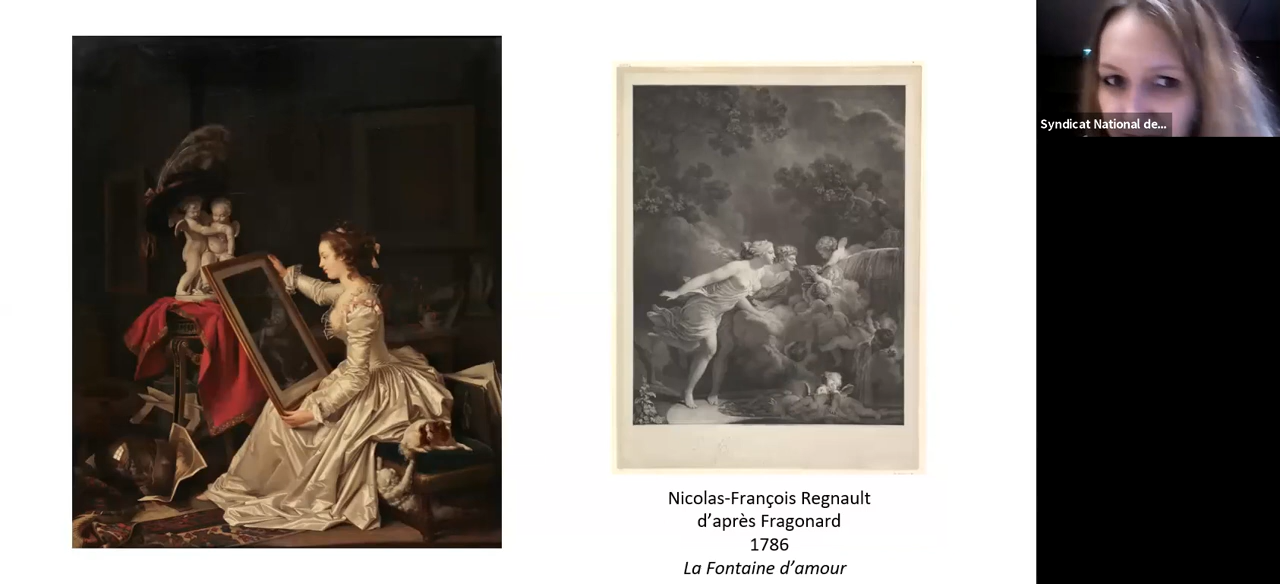 Syndicat National de...
Nicolas-François Regnault
d’après Fragonard
1786
La Fontaine d’amour